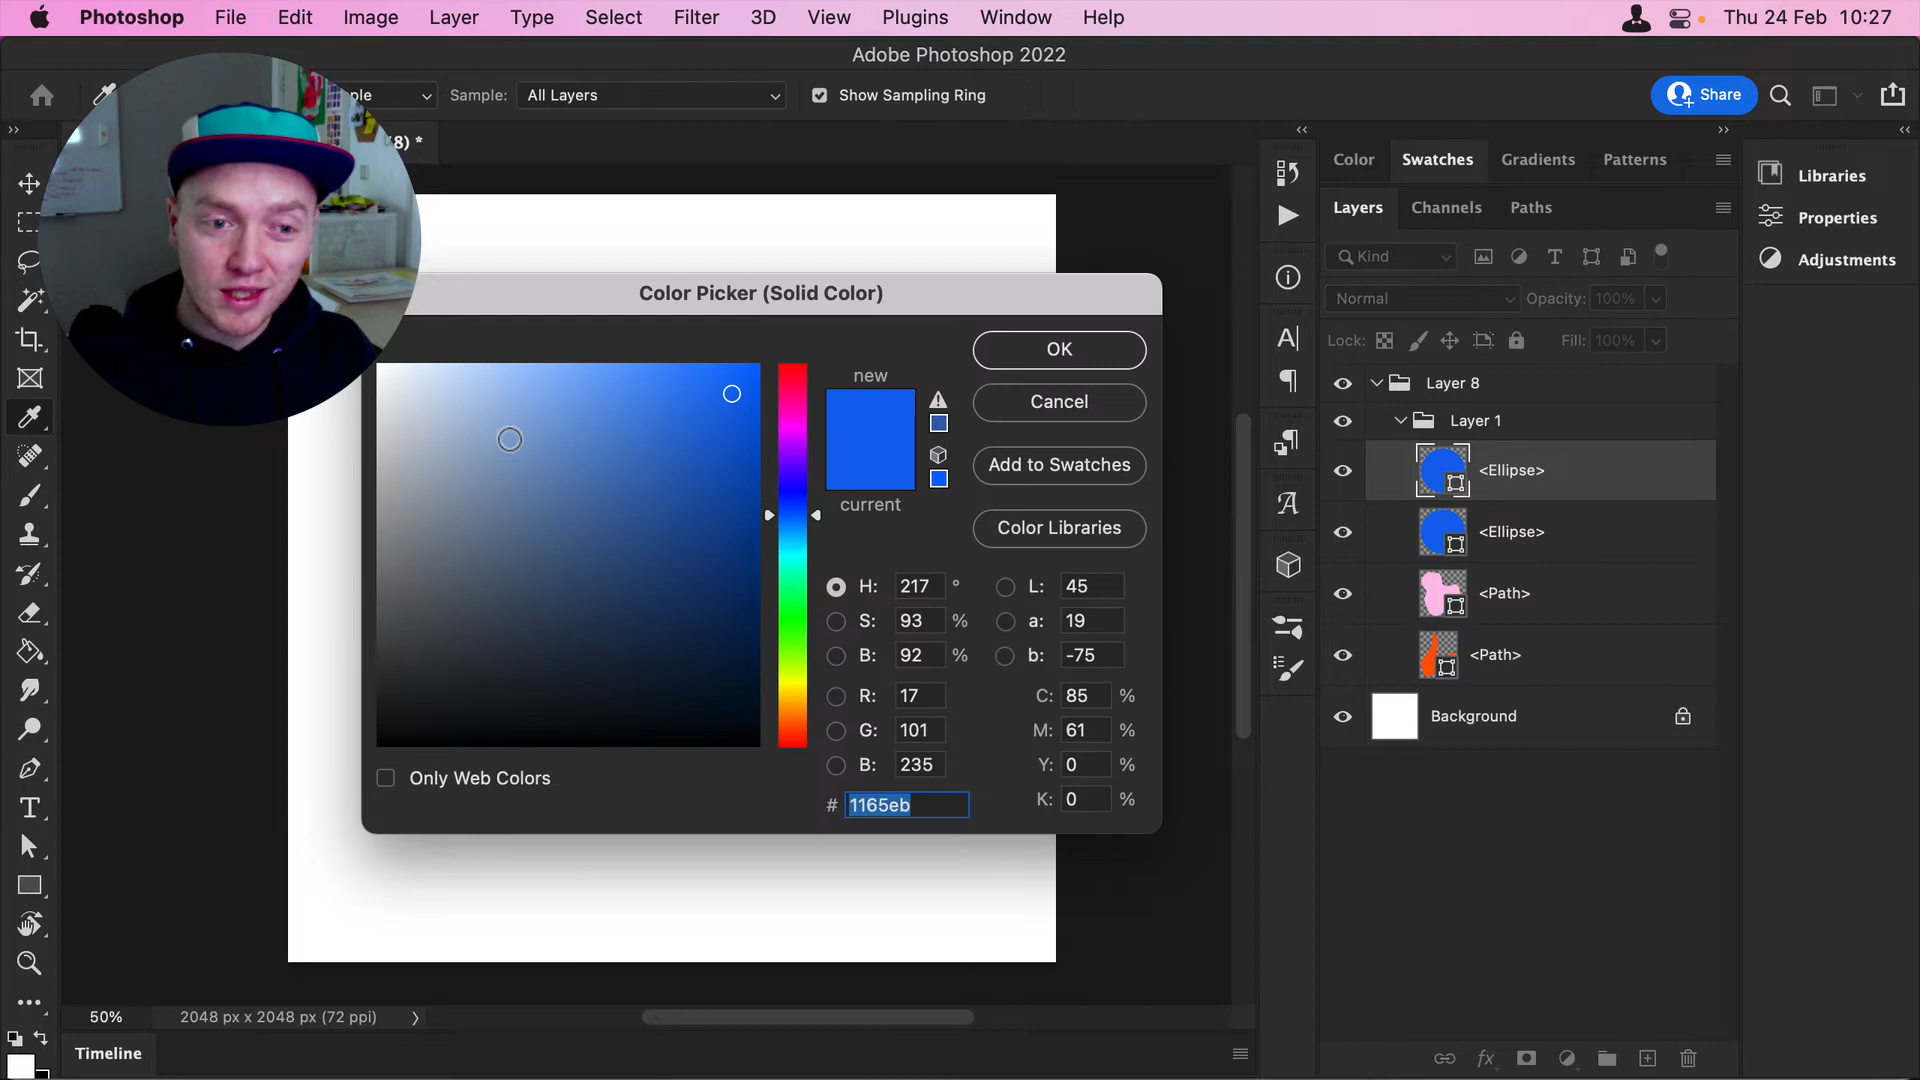 Photoshop File Edit Image Layer Type Select Filter 3D View Plugins Window Help Thu 24 Feb 10:27
Adobe Photoshop 2022
ple Sample: All Layers Show Sampling Ring Share
8) *
Color Swatches Gradients Patterns
Libraries
Layers Channels Paths
Properties
Kind
Adjustments
Normal Opacity: 100%
Lock: Fill: 100%
Layer 8
Layer 1
<Ellipse>
<Ellipse>
<Path>
<Path>
Background
Color Picker (Solid Color)
new
current
OK
Cancel
Add to Swatches
Color Libraries
H: 217 ° L: 45
S: 93 % a: 19
B: 92 % b: -75
R: 17 C: 85 %
G: 101 M: 61 %
B: 235 Y: 0 %
# 1165eb K: 0 %
Only Web Colors
50% 2048 px x 2048 px (72 ppi)
Timeline